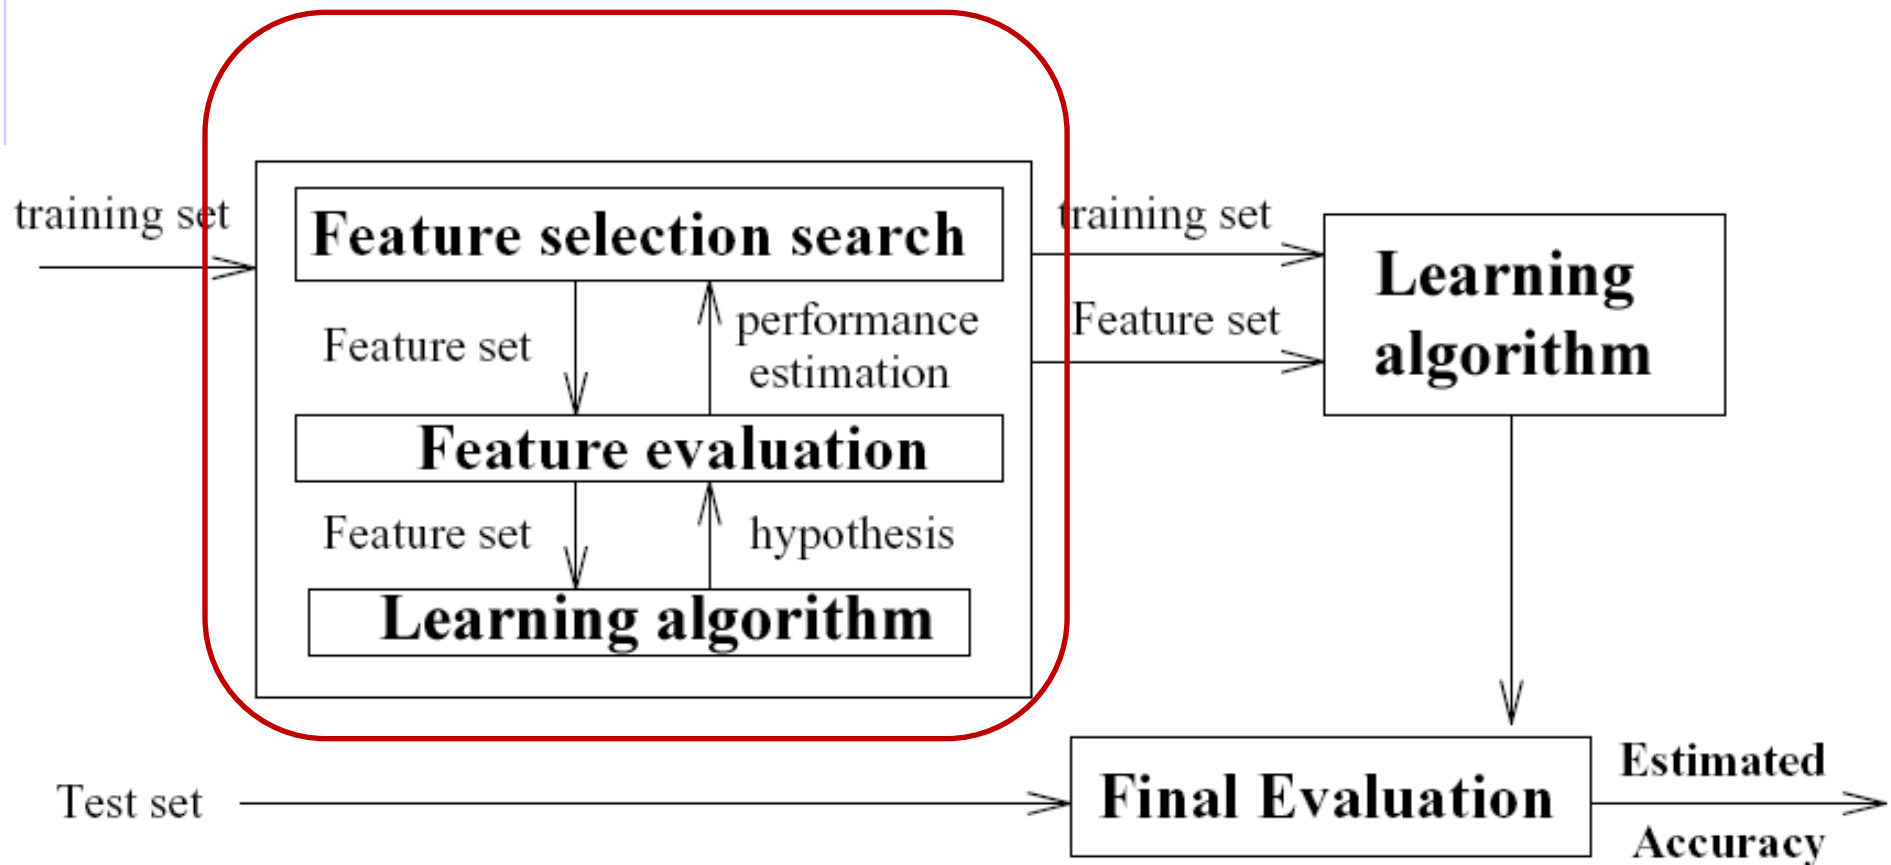 training set
Feature selection search
training set
Feature set
performance
estimation
Feature set
Learning
algorithm
Feature evaluation
Feature set
hypothesis
Learning algorithm
Test set
Final Evaluation
Estimated
Accuracy